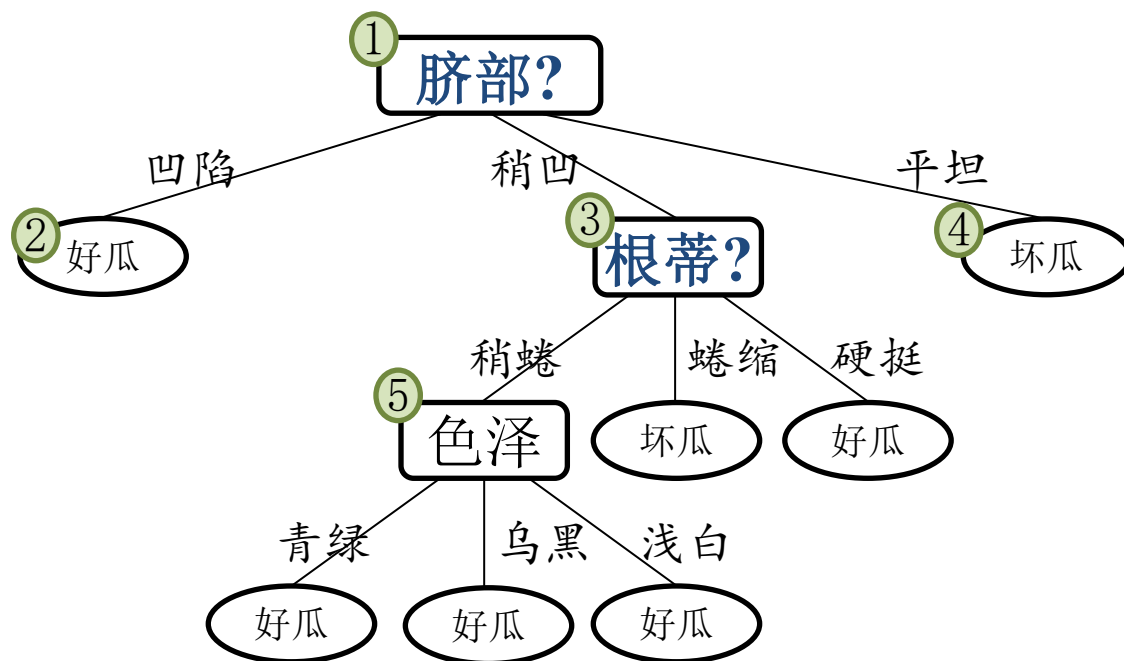 ① 脐部?
凹陷 稍凹 平坦
② 好瓜 ③ 根蒂? ④ 坏瓜
稍蜷 蜷缩 硬挺
⑤ 色泽 坏瓜 好瓜
青绿 乌黑 浅白
好瓜 好瓜 好瓜